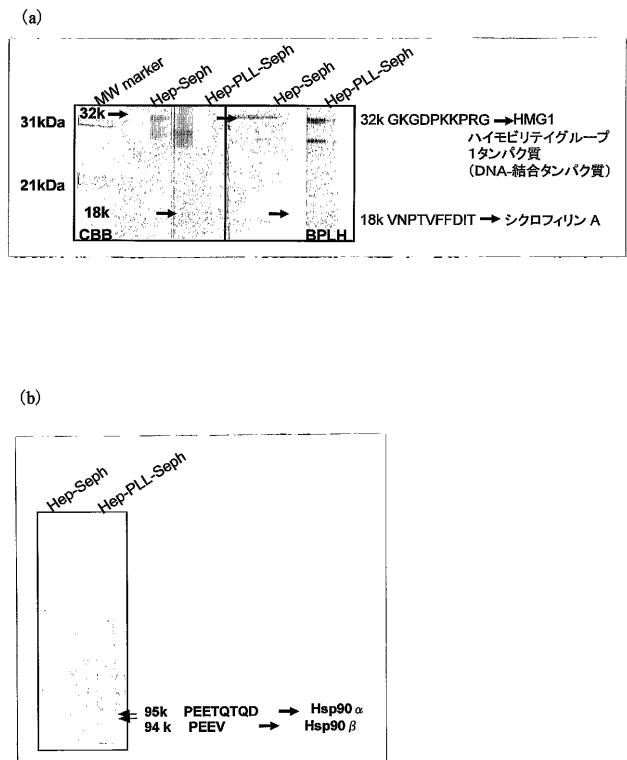 (a)
MW marker
Hep-Seph
Hep-PLL-Seph
Hep-Seph
Hep-PLL-Seph
32k
31kDa
21kDa
18k
CBB
BPLH
32k GKGDPKKPRG → HMG1
ハイモビリテイグループ
1タンパク質
(DNA-結合タンパク質)
18k VNPTVFFDIT → シクロフィリン A
(b)
Hep-Seph
Hep-PLL-Seph
95k PEETQTQD → Hsp90 α
94 k PEEV → Hsp90 β